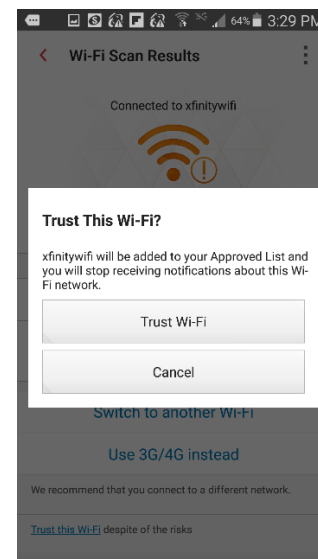 3G 64% 3:29 PM
Wi-Fi Scan Results
Connected to xfinitywifi
Trust This Wi-Fi?
xfinitywifi will be added to your Approved List and
you will stop receiving notifications about this Wi-
Fi network.
Trust Wi-Fi
Cancel
Switch to another Wi-Fi
Use 3G/4G instead
We recommend that you connect to a different network.
Trust this Wi-Fi despite of the risks